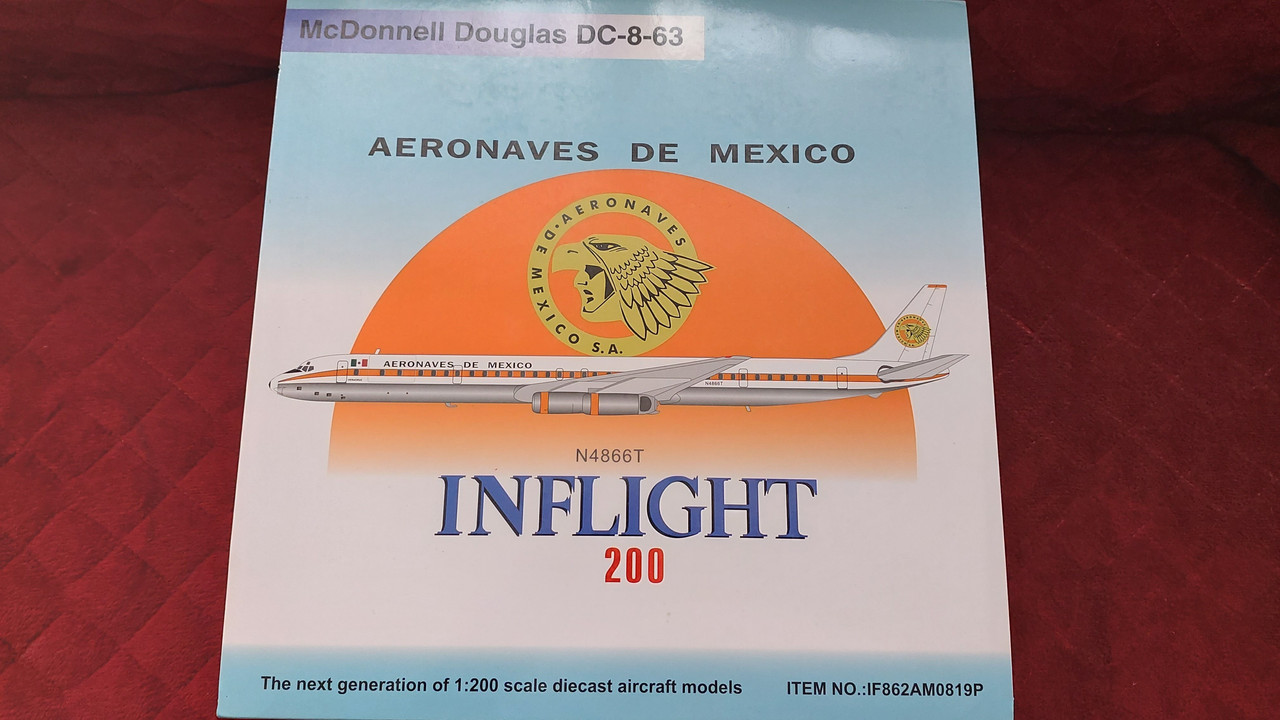 McDonnell Douglas DC-8-63
AERONAVES DE MEXICO
AERONAVES DE MEXICO S.A.
AERONAVES DE MEXICO
N4866T
N4866T
INFLIGHT
200
The next generation of 1:200 scale diecast aircraft models
ITEM NO.:IF862AM0819P